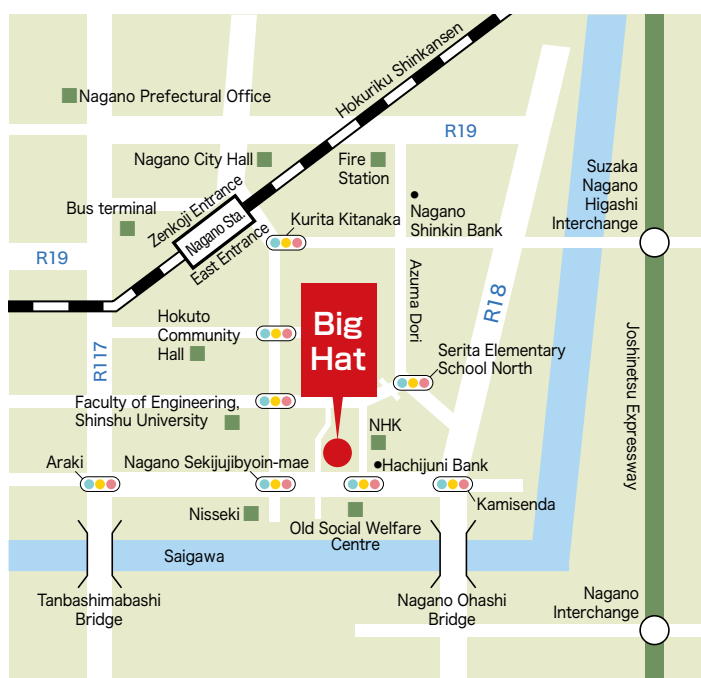 Hokuriku Shinkansen
Nagano Prefectural Office
R19
Nagano City Hall
Fire
Station
Suzaka
Nagano
Higashi
Interchange
Zenkoji Entrance
Nagano Sta.
East Entrance
Bus terminal
Kurita Kitanaka
Nagano
Shinkin Bank
R19
Azuma Dori
R18
Hokuto
Community
Hall
Big
Hat
R117
Serita Elementary
School North
Joshinetsu Expressway
Faculty of Engineering,
Shinshu University
NHK
Araki
Nagano Sekijujibyoin-mae
Hachijuni Bank
Kamisenda
Nisseki
Old Social Welfare
Centre
Saigawa
Tanbashimabashi
Bridge
Nagano Ohashi
Bridge
Nagano
Interchange